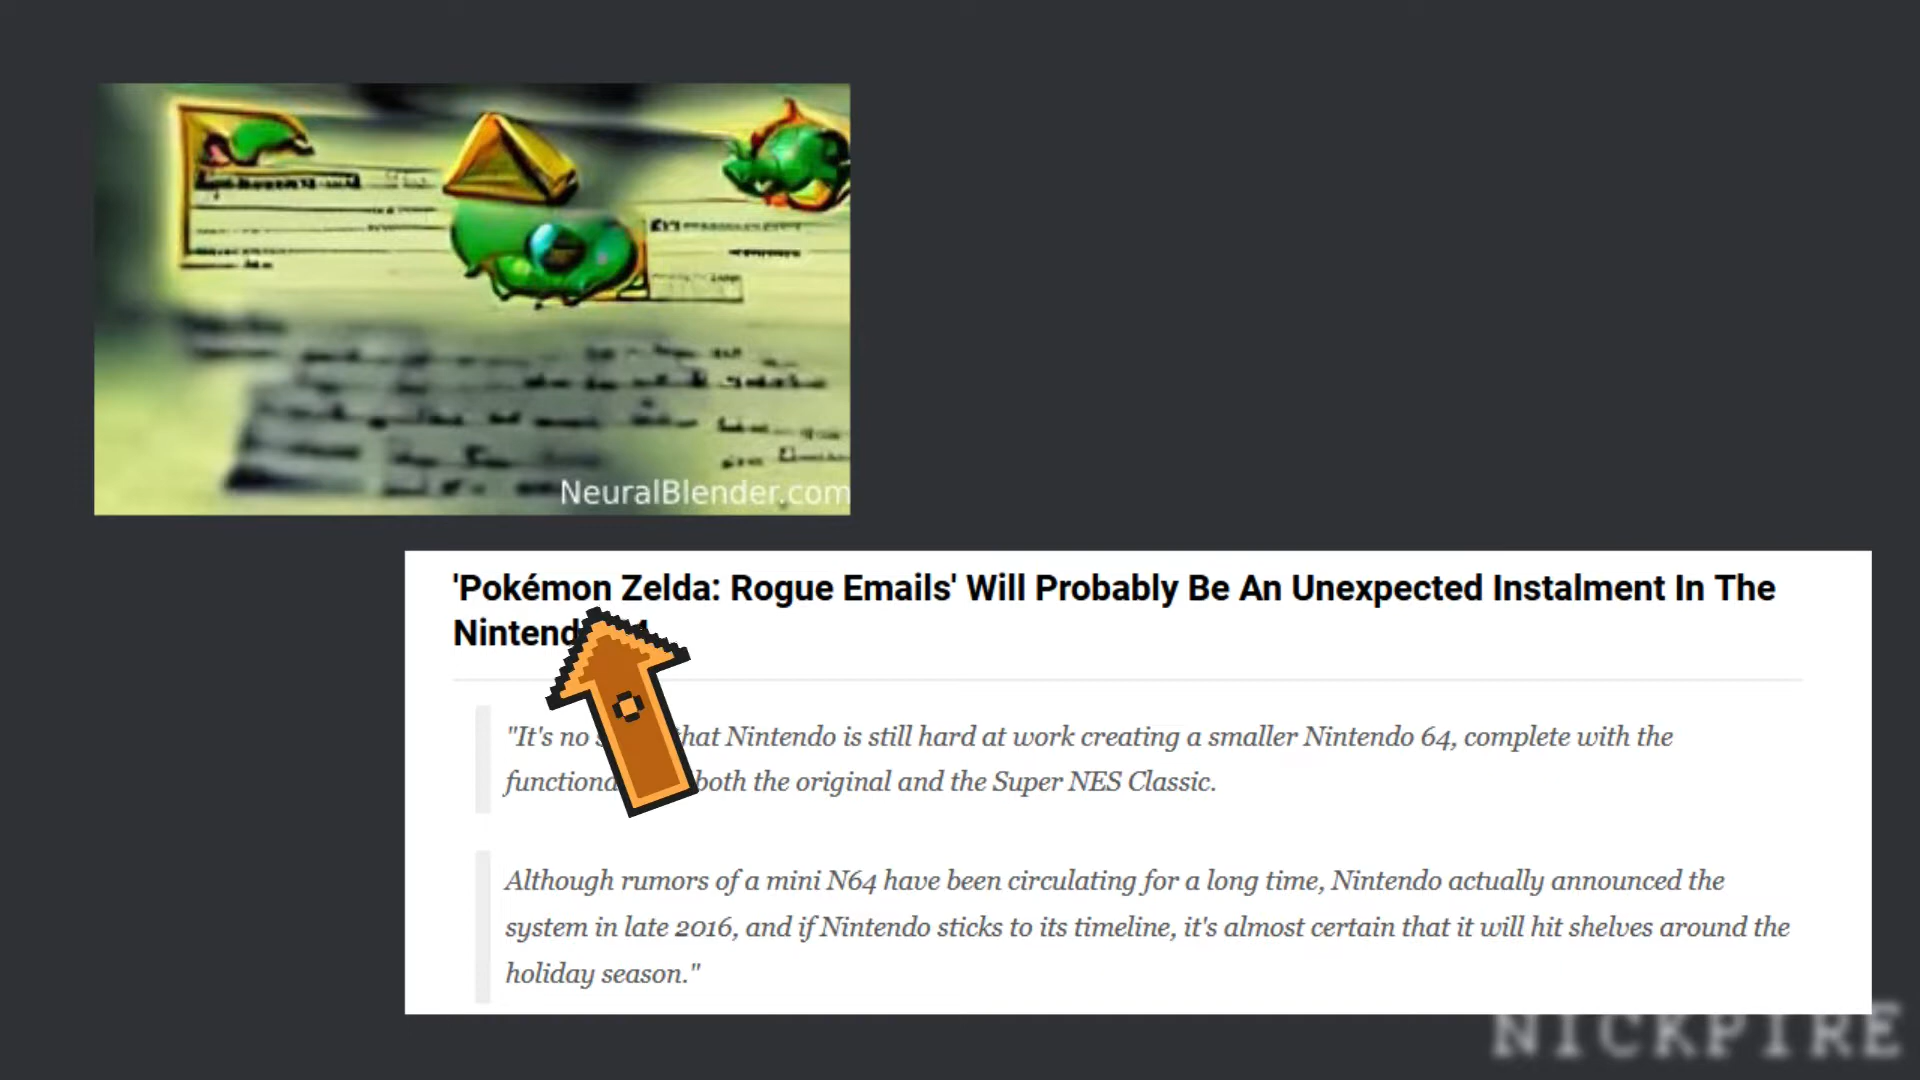 NeuralBlender.com
'Pokémon Zelda: Rogue Emails' Will Probably Be An Unexpected Instalment In The
"It's no that Nintendo is still hard at work creating a smaller Nintendo 64, complete with the
both the original and the Super NES Classic.
Although rumors of a mini N64 have been circulating for a long time, Nintendo actually announced the
system in late 2016, and if Nintendo sticks to its timeline, it's almost certain that it will hit shelves around the
holiday season."
NICKPIRE